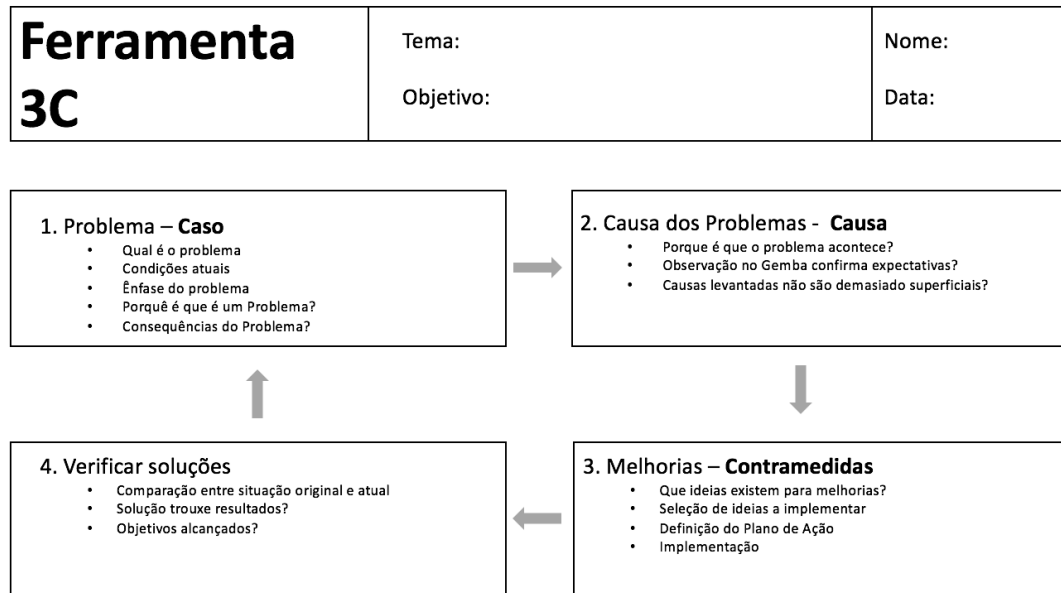 Ferramenta
3C
Tema:
Objetivo:
Nome:
Data:
1. Problema – Caso
• Qual é o problema
• Condições atuais
• Ênfase do problema
• Porquê é que é um Problema?
• Consequências do Problema?
2. Causa dos Problemas - Causa
• Porque é que o problema acontece?
• Observação no Gemba confirma expectativas?
• Causas levantadas não são demasiado superficiais?
3. Melhorias – Contramedidas
• Que ideias existem para melhorias?
• Seleção de ideias a implementar
• Definição do Plano de Ação
• Implementação
4. Verificar soluções
• Comparação entre situação original e atual
• Solução trouxe resultados?
• Objetivos alcançados?